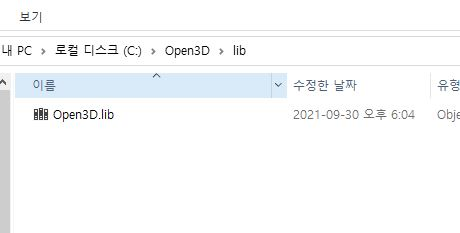 보기
내 PC > 로컬 디스크 (C:) > Open3D > lib
이름 수정한 날짜 유형
Open3D.lib 2021-09-30 오후 6:04 Obje